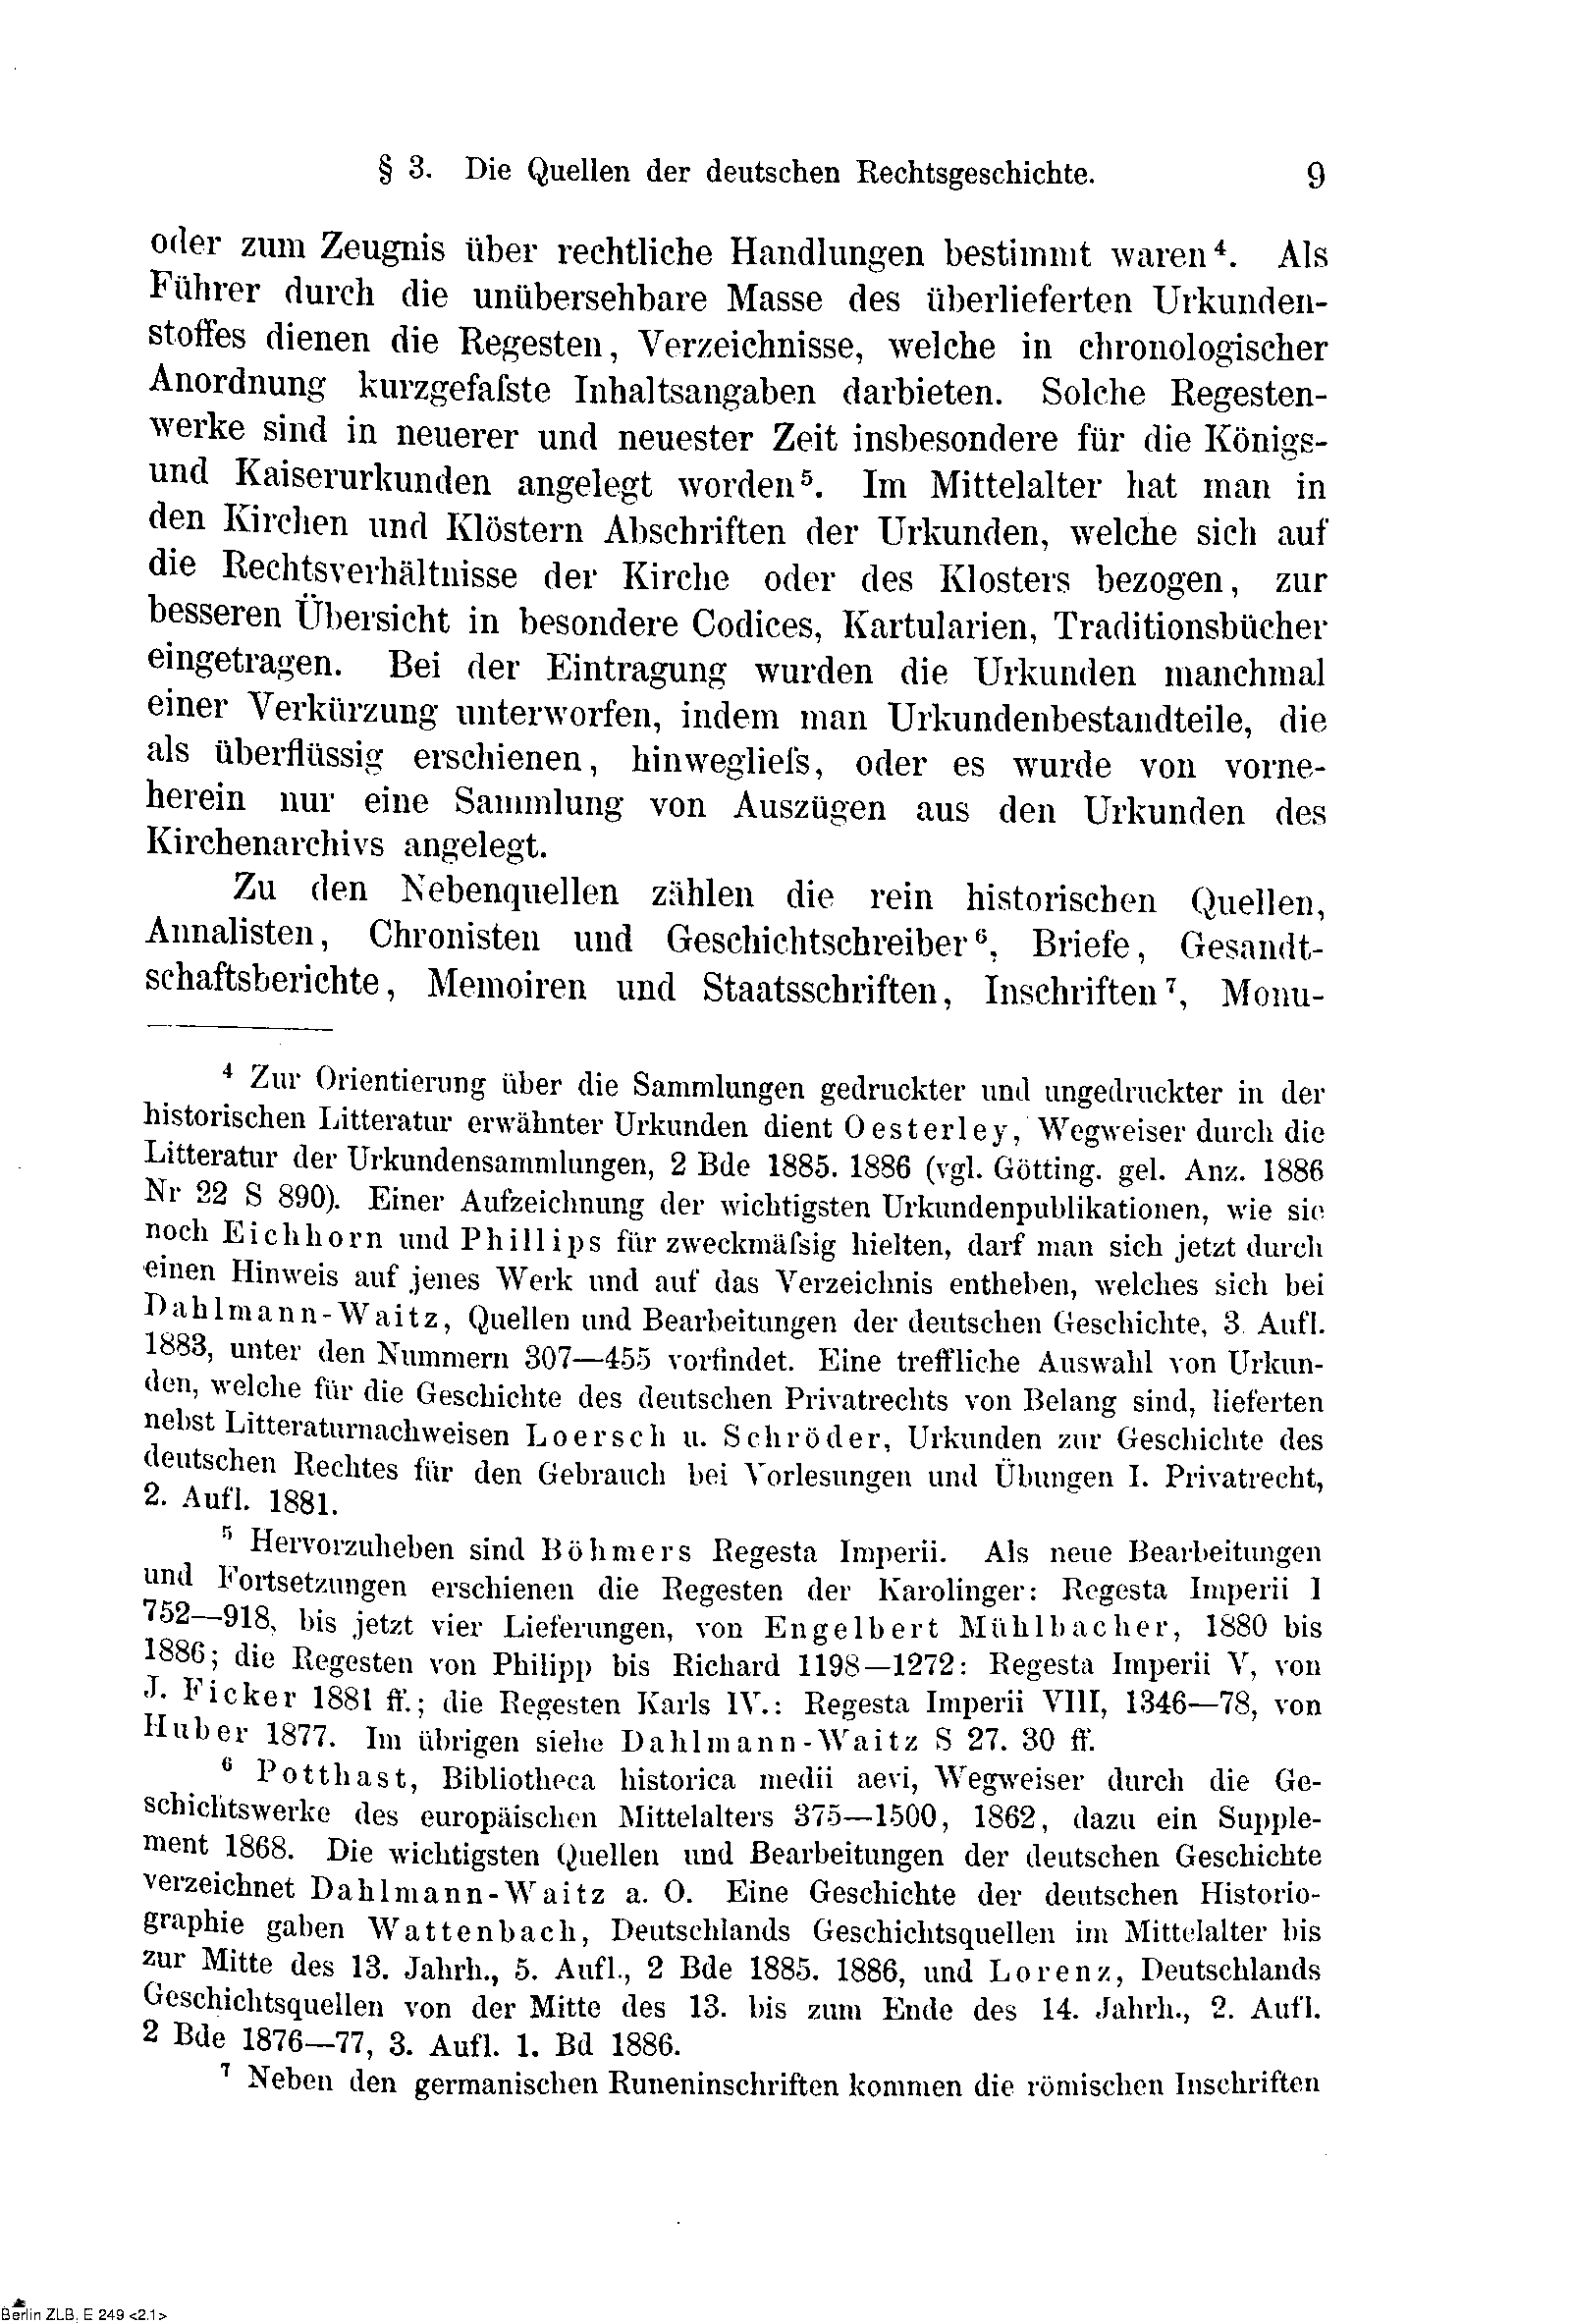 § 3. Die Quellen der deutschen Rechtsgeschichte. 9
oder zum Zeugnis über rechtliche Handlungen bestimmt waren⁴. Als
Führer durch die unübersehbare Masse des überlieferten Urkunden-
stoffes dienen die Regesten, Verzeichnisse, welche in chronologischer
Anordnung kurzgefaſste Inhaltsangaben darbieten. Solche Regesten-
werke sind in neuerer und neuester Zeit insbesondere für die Königs-
und Kaiserurkunden angelegt worden⁵. Im Mittelalter hat man in
den Kirchen und Klöstern Abschriften der Urkunden, welche sich auf
die Rechtsverhältnisse der Kirche oder des Klosters bezogen, zur
besseren Übersicht in besondere Codices, Kartularien, Traditionsbücher
eingetragen. Bei der Eintragung wurden die Urkunden manchmal
einer Verkürzung unterworfen, indem man Urkundenbestandteile, die
als überflüssig erschienen, hinwegliefs, oder es wurde von vorne-
herein nur eine Sammlung von Auszügen aus den Urkunden des
Kirchenarchivs angelegt.
Zu den Nebenquellen zählen die rein historischen Quellen,
Annalisten, Chronisten und Geschichtschreiber⁶, Briefe, Gesandt-
schaftsberichte, Memoiren und Staatsschriften, Inschriften⁷, Monu-
⁴ Zur Orientierung über die Sammlungen gedruckter und ungedruckter in der
historischen Litteratur erwähnter Urkunden dient Oesterley, Wegweiser durch die
Litteratur der Urkundensammlungen, 2 Bde 1885. 1886 (vgl. Götting. gel. Anz. 1886
Nr 22 S 890). Einer Aufzeichnung der wichtigsten Urkundenpublikationen, wie sie
noch Eichhorn und Phillips für zweckmäſsig hielten, darf man sich jetzt durch
einen Hinweis auf jenes Werk und auf das Verzeichnis entheben, welches sich bei
Dahlmann-Waitz, Quellen und Bearbeitungen der deutschen Geschichte, 3. Aufl.
1883, unter den Nummern 307—455 vorfindet. Eine treffliche Auswahl von Urkun-
den, welche für die Geschichte des deutschen Privatrechts von Belang sind, lieferten
nebst Litteraturnachweisen Loersch u. Schröder, Urkunden zur Geschichte des
deutschen Rechtes für den Gebrauch bei Vorlesungen und Übungen I. Privatrecht,
2. Aufl. 1881.
⁵ Hervorzuheben sind Böhmers Regesta Imperii. Als neue Bearbeitungen
und Fortsetzungen erschienen die Regesten der Karolinger: Regesta Imperii I
752—918, bis jetzt vier Lieferungen, von Engelbert Mühlbacher, 1880 bis
1886; die Regesten von Philipp bis Richard 1198—1272: Regesta Imperii V, von
J. Ficker 1881 ff.; die Regesten Karls IV.: Regesta Imperii VIII, 1346—78, von
Huber 1877. Im übrigen siehe Dahlmann-Waitz S 27. 30 ff.
⁶ Potthast, Bibliotheca historica medii aevi, Wegweiser durch die Ge-
schichtswerke des europäischen Mittelalters 375—1500, 1862, dazu ein Supple-
ment 1868. Die wichtigsten Quellen und Bearbeitungen der deutschen Geschichte
verzeichnet Dahlmann-Waitz a. O. Eine Geschichte der deutschen Historio-
graphie gaben Wattenbach, Deutschlands Geschichtsquellen im Mittelalter bis
zur Mitte des 13. Jahrh., 5. Aufl., 2 Bde 1885. 1886, und Lorenz, Deutschlands
Geschichtsquellen von der Mitte des 13. bis zum Ende des 14. Jahrh., 2. Aufl.
2 Bde 1876—77, 3. Aufl. 1. Bd 1886.
⁷ Neben den germanischen Runeninschriften kommen die römischen Inschriften
Berlin ZLB, E 249 <2.1>